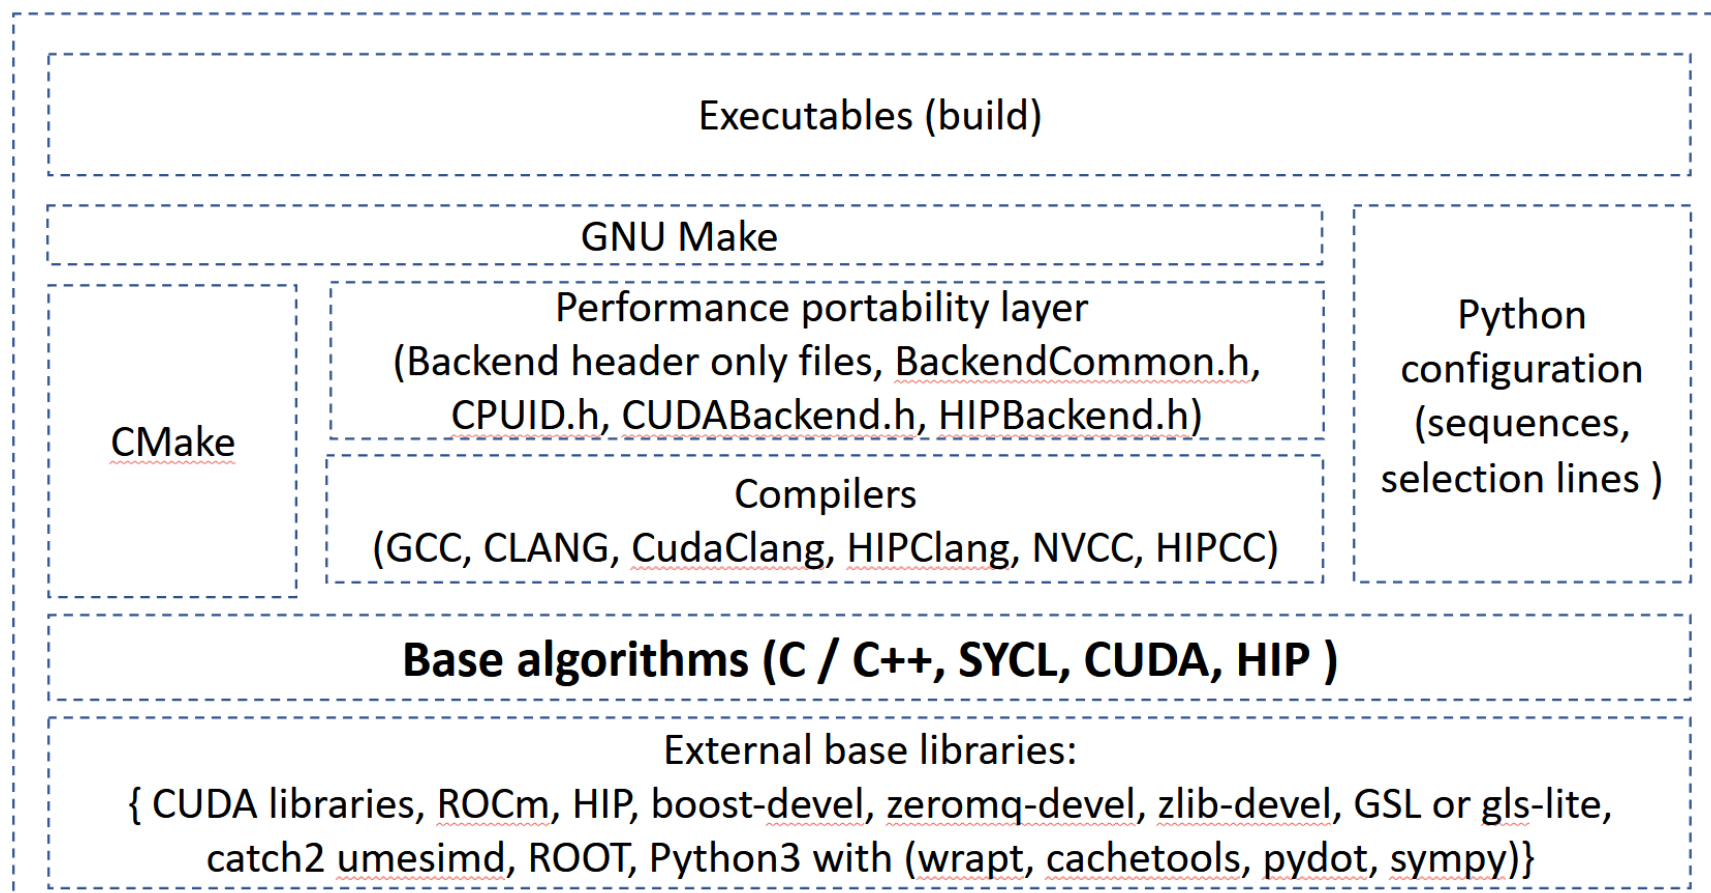 Executables (build)
GNU Make
Performance portability layer
(Backend header only files, BackendCommon.h,
CPUID.h, CUDABackend.h, HIPBackend.h)
CMake
Compilers
(GCC, CLANG, CudaClang, HIPClang, NVCC, HIPCC)
Python
configuration
(sequences,
selection lines )
Base algorithms (C / C++, SYCL, CUDA, HIP )
External base libraries:
{ CUDA libraries, ROCm, HIP, boost-devel, zeromq-devel, zlib-devel, GSL or gls-lite,
catch2 umesimd, ROOT, Python3 with (wrapt, cachetools, pydot, sympy)}